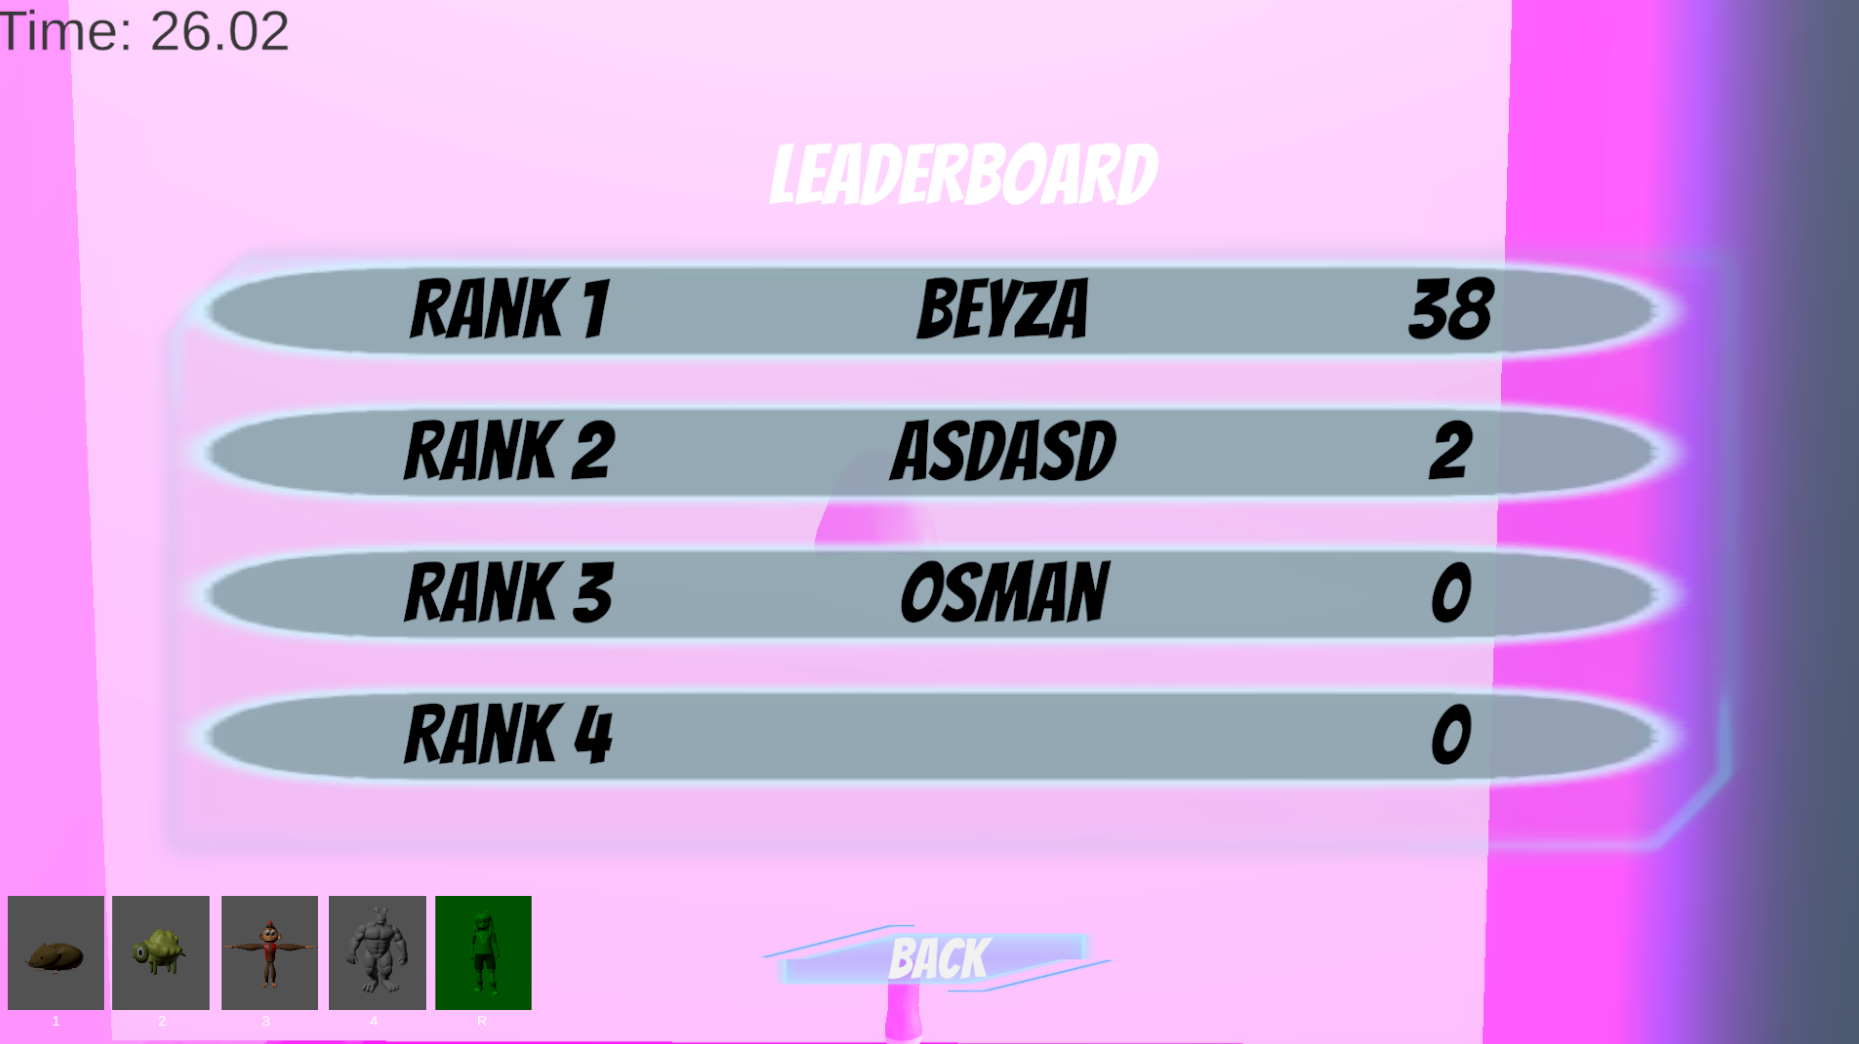 Time: 26.02
LEADERBOARD
RANK 1 BEYZA 38
RANK 2 ASDASD 2
RANK 3 OSMAN 0
RANK 4 0
BACK
1 2 3 4 R